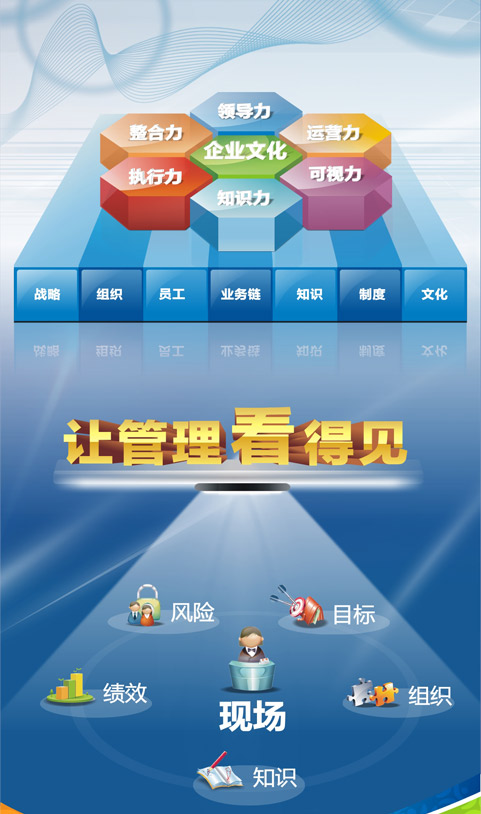 领导力
整合力
运营力
企业文化
执行力
可视力
知识力
战略 组织 员工 业务链 知识 制度 文化
让管理看得见
风险
目标
绩效
组织
现场
知识